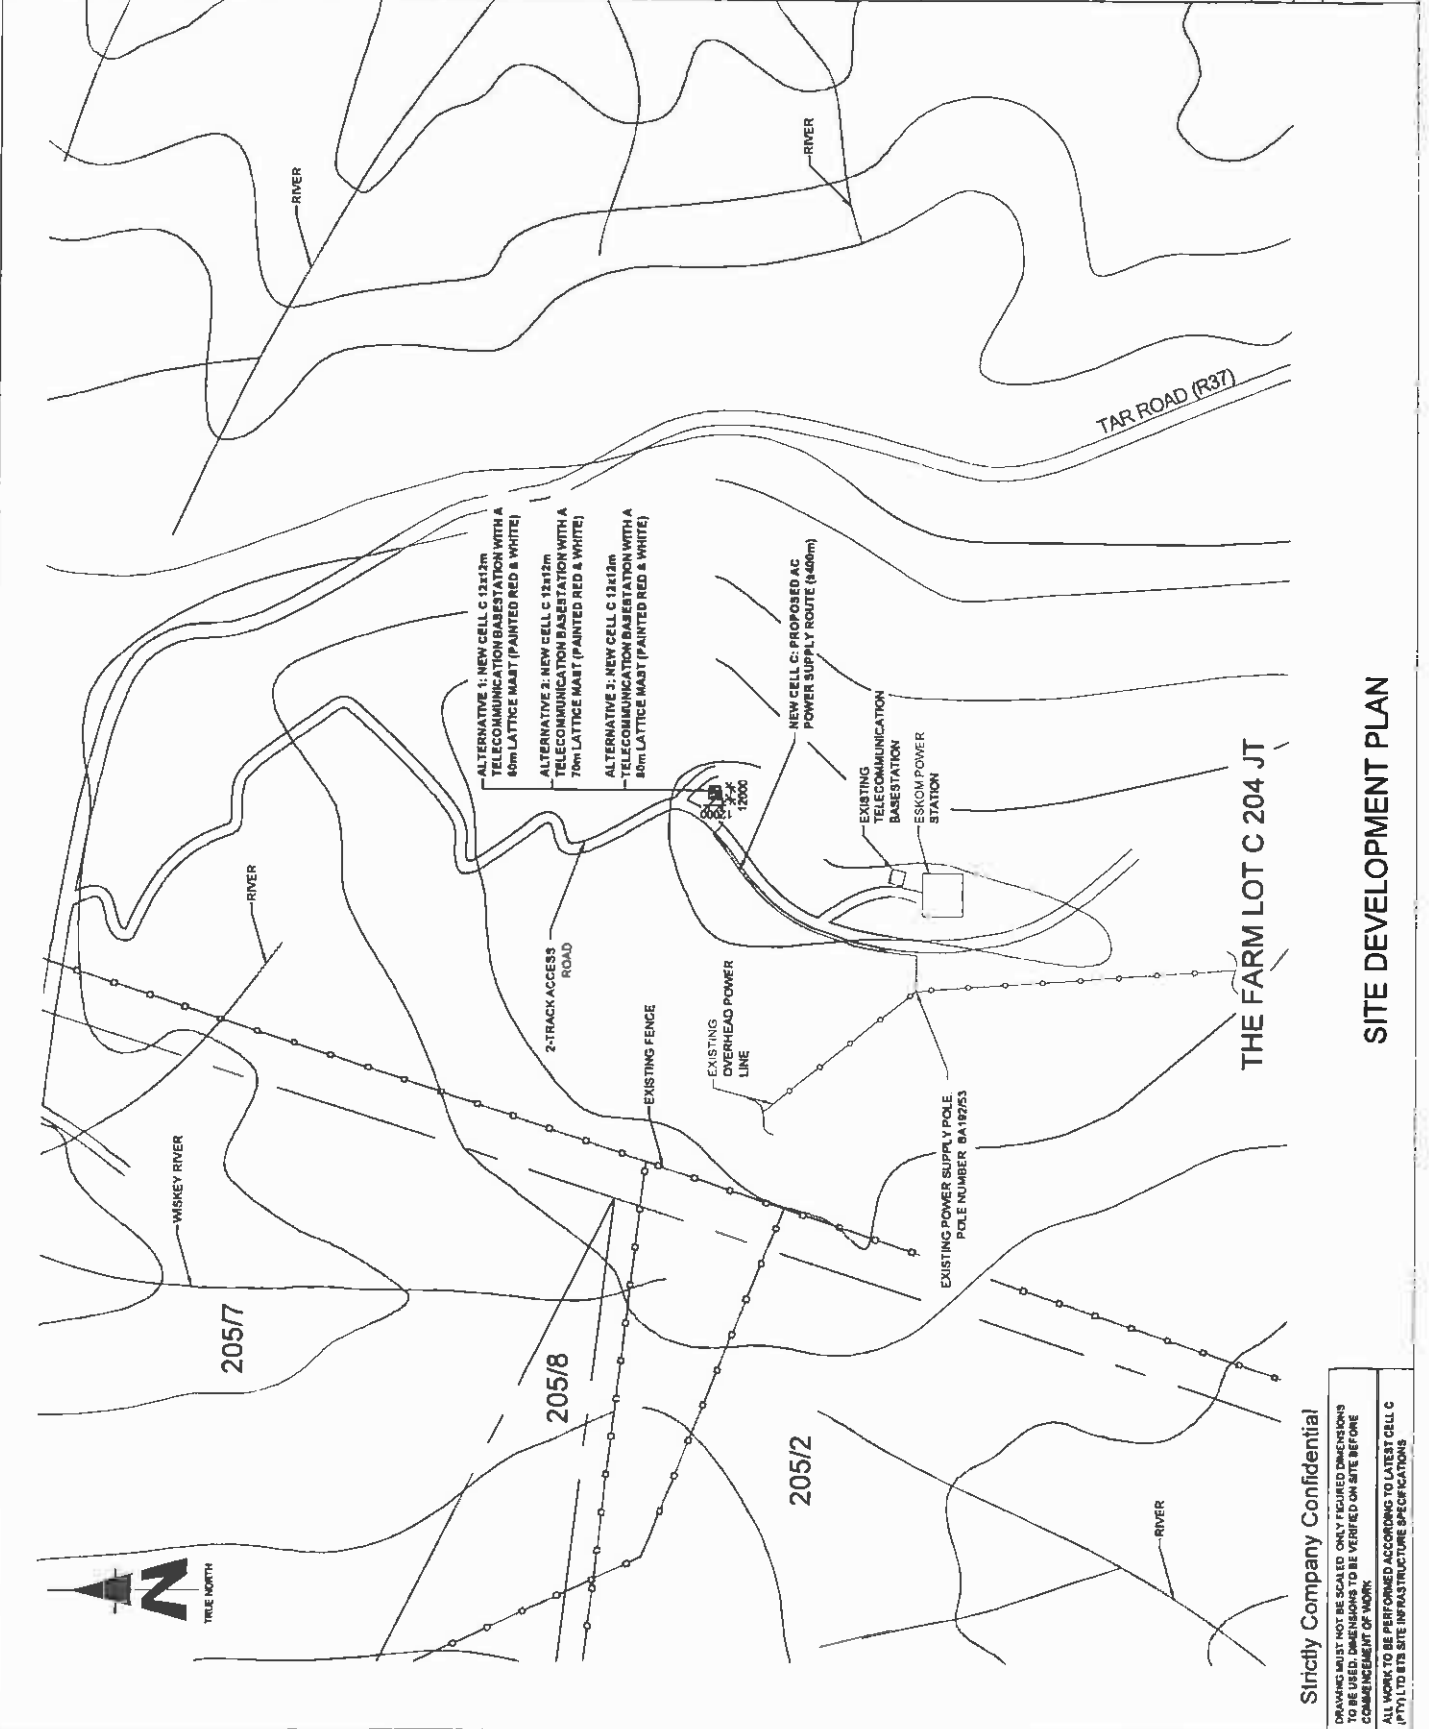 TRUE NORTH
205/7
205/8
205/2
WISKEY RIVER
RIVER
RIVER
RIVER
RIVER
EXISTING FENCE
2-TRACK ACCESS
ROAD
EXISTING
OVERHEAD POWER
LINE
EXISTING POWER SUPPLY POLE.
POLE NUMBER BA192/53
ALTERNATIVE 1: NEW CELL C 12x12m
TELECOMMUNICATION BASESTATION WITH A
60m LATTICE MAST (PAINTED RED & WHITE)
ALTERNATIVE 2: NEW CELL C 12x12m
TELECOMMUNICATION BASESTATION WITH A
70m LATTICE MAST (PAINTED RED & WHITE)
ALTERNATIVE 3: NEW CELL C 12x12m
TELECOMMUNICATION BASESTATION WITH A
80m LATTICE MAST (PAINTED RED & WHITE)
12000
12000
NEW CELL C: PROPOSED AC
POWER SUPPLY ROUTE (±400m)
EXISTING
TELECOMMUNICATION
BASESTATION
ESKOM POWER
STATION
TAR ROAD (R37)
THE FARM LOT C 204 JT
SITE DEVELOPMENT PLAN
Strictly Company Confidential
DRAWING MUST NOT BE SCALED ONLY FIGURED DIMENSIONS
TO BE USED. DIMENSIONS TO BE VERIFIED ON SITE BEFORE
COMMENCEMENT OF WORK
ALL WORK TO BE PERFORMED ACCORDING TO LATEST CELL C
(PTY) LTD BTS SITE INFRASTRUCTURE SPECIFICATIONS